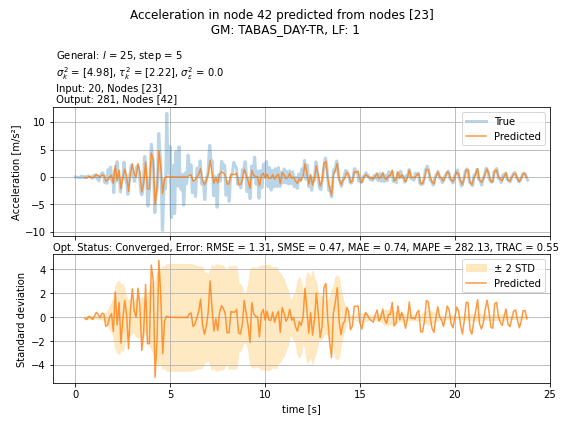 Acceleration in node 42 predicted from nodes [23]
GM: TABAS_DAY-TR, LF: 1
General: l = 25, step = 5
σ²ₖ = [4.98], τ²ₖ = [2.22], σ²ε = 0.0
Input: 20, Nodes [23]
Output: 281, Nodes [42]
Acceleration [m/s²]
10
5
0
−5
−10
True
Predicted
Opt. Status: Converged, Error: RMSE = 1.31, SMSE = 0.47, MAE = 0.74, MAPE = 282.13, TRAC = 0.55
Standard deviation
4
2
0
−2
−4
± 2 STD
Predicted
0 5 10 15 20 25
time [s]